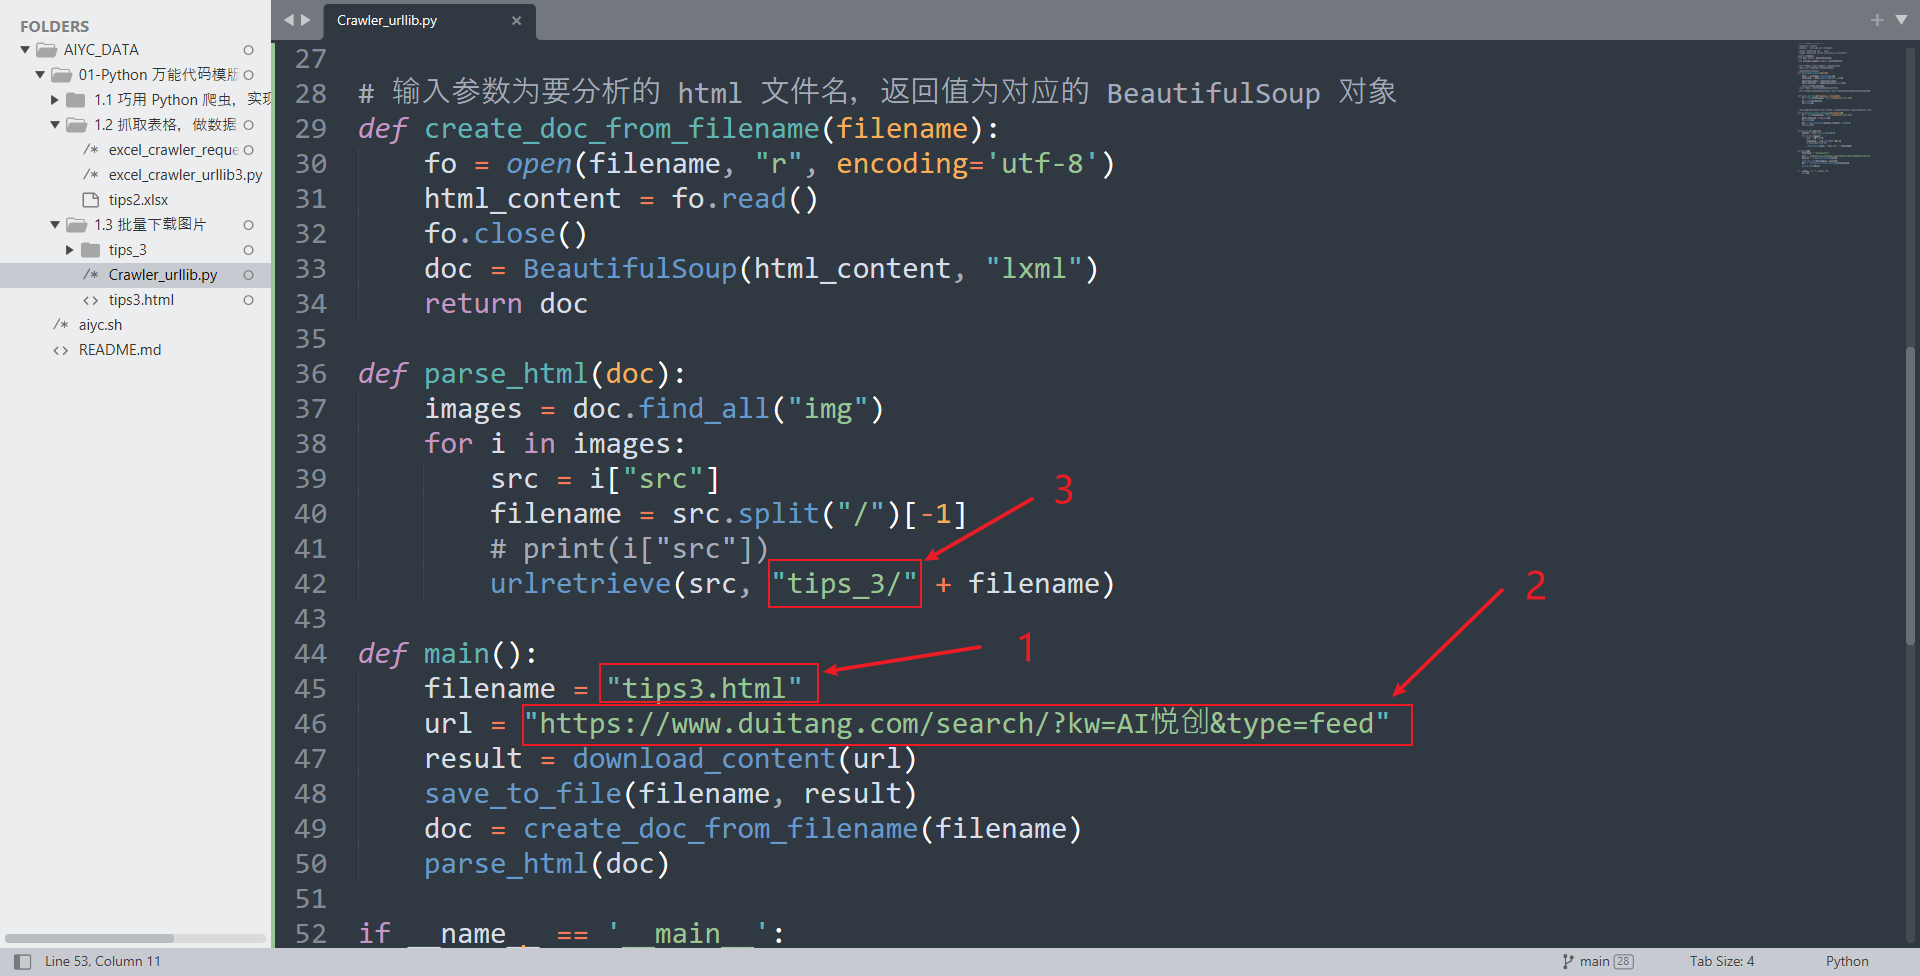 FOLDERS
AIYC_DATA
01-Python 万能代码模版
1.1 巧用 Python 爬虫，实现
1.2 抓取表格，做数据
excel_crawler_reque
excel_crawler_urllib3.py
tips2.xlsx
1.3 批量下载图片
tips_3
Crawler_urllib.py
tips3.html
aiyc.sh
README.md
Crawler_urllib.py
27
28 # 输入参数为要分析的 html 文件名，返回值为对应的 BeautifulSoup 对象
29 def create_doc_from_filename(filename):
30 fo = open(filename, "r", encoding='utf-8')
31 html_content = fo.read()
32 fo.close()
33 doc = BeautifulSoup(html_content, "lxml")
34 return doc
35
36 def parse_html(doc):
37 images = doc.find_all("img")
38 for i in images:
39 src = i["src"]
40 filename = src.split("/")[-1]
41 # print(i["src"])
42 urlretrieve(src, "tips_3/" + filename)
43
44 def main():
45 filename = "tips3.html"
46 url = "https://www.duitang.com/search/?kw=AI悦创&type=feed"
47 result = download_content(url)
48 save_to_file(filename, result)
49 doc = create_doc_from_filename(filename)
50 parse_html(doc)
51
52 if __name__ == '__main__':
3
2
1
Line 53, Column 11
main 28
Tab Size: 4
Python